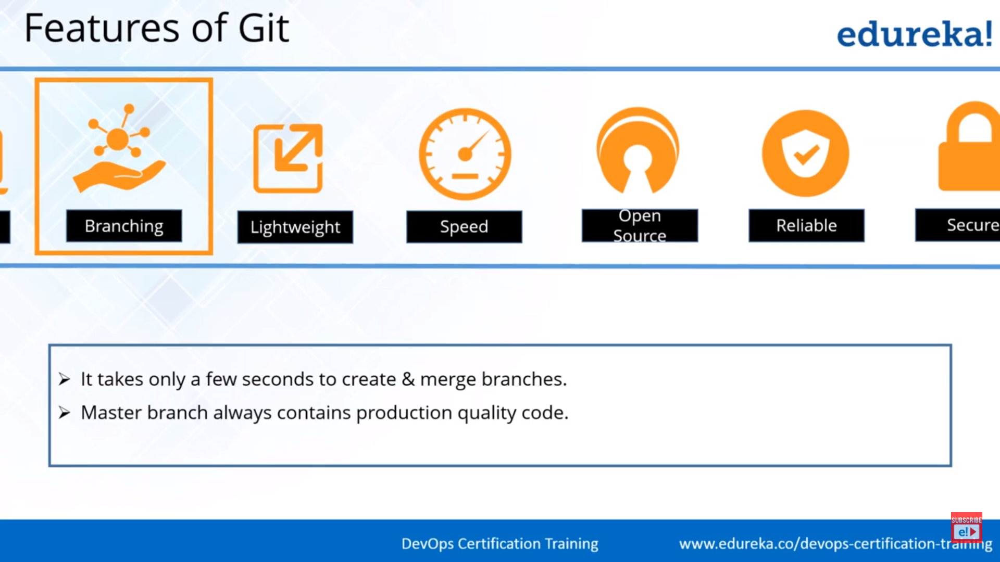 Features of Git
edureka!
Branching
Lightweight
Speed
Open
Source
Reliable
Secure
➢ It takes only a few seconds to create & merge branches.
➢ Master branch always contains production quality code.
SUBSCRIBE
e!
DevOps Certification Training
www.edureka.co/devops-certification-training